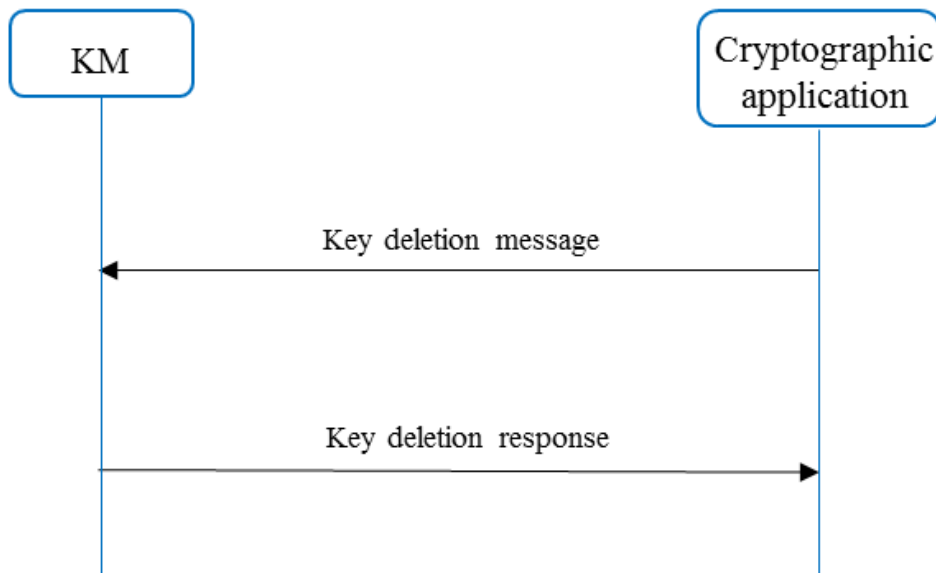 KM
Cryptographic
application
Key deletion message
Key deletion response